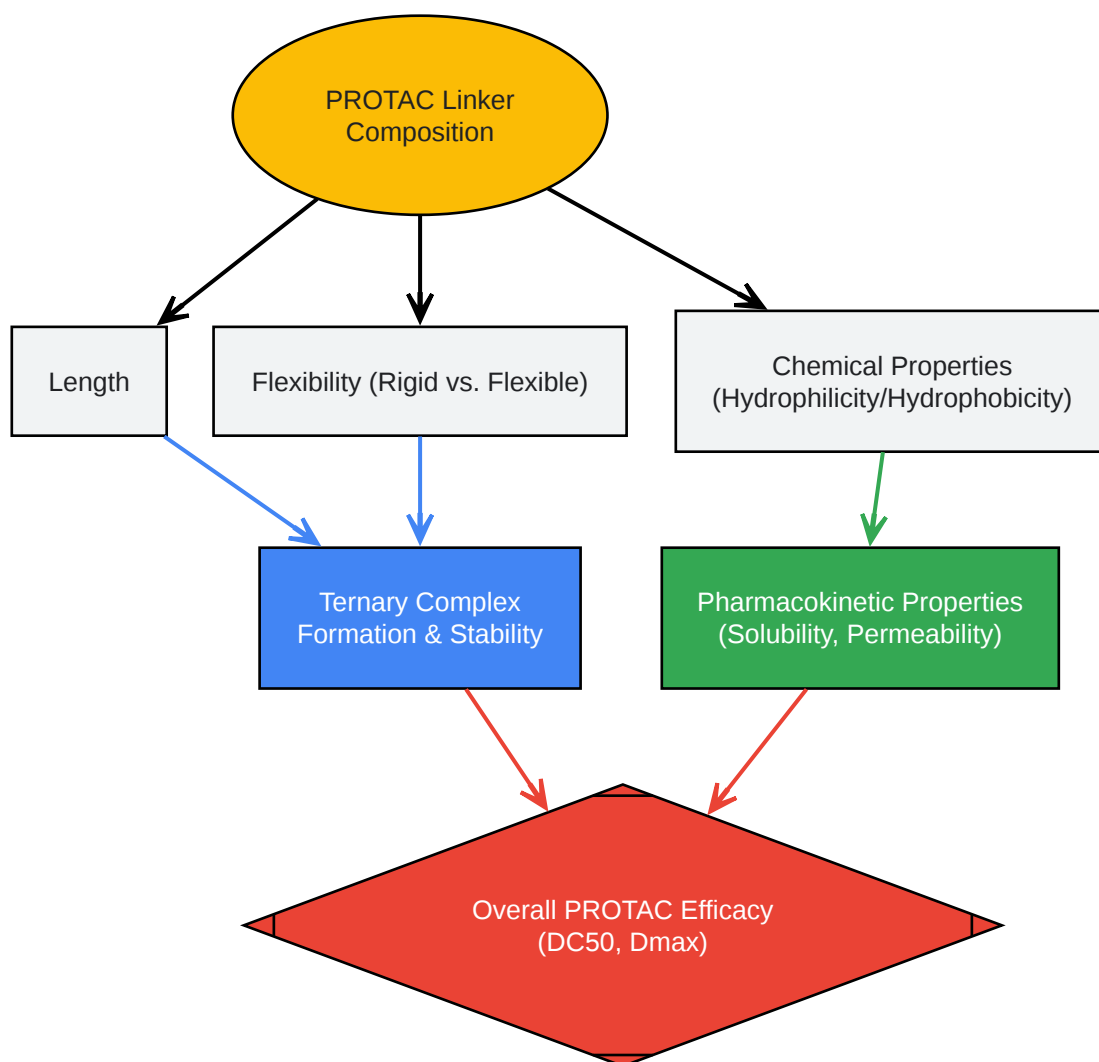 PROTAC Linker
Composition
Length
Flexibility (Rigid vs. Flexible)
Chemical Properties
(Hydrophilicity/Hydrophobicity)
Ternary Complex
Formation & Stability
Pharmacokinetic Properties
(Solubility, Permeability)
Overall PROTAC Efficacy
(DC50, Dmax)